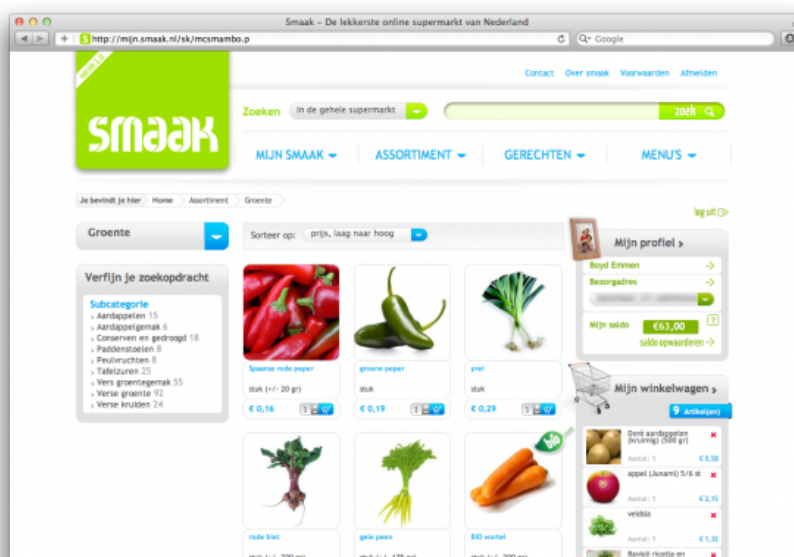 Smaak – De lekkerste online supermarkt van Nederland
http://mijn.smaak.nl/sk/mcsmambo.p
Google
Contact Over smaak Voorwaarden Afmelden
smaak
Zoeken In de gehele supermarkt zoek
MIJN SMAAK ASSORTIMENT GERECHTEN MENU'S
Je bevindt je hier Home Assortiment Groente
log uit
Groente
Sorteer op: prijs, laag naar hoog
Verfijn je zoekopdracht
Subcategorie
Aardappelen 15
Aardappelgemak 6
Conserven en gedroogd 18
Paddenstoelen 8
Peulvruchten 8
Tafelzuren 25
Vers groentegemak 55
Verse groente 92
Verse kruiden 24
Spaanse rode peper
stuk (+/- 20 gr)
€ 0,16 1
groene peper
stuk
€ 0,19 1
prei
stuk
€ 0,29 1
bio
rode biet
gele peen
BIO wortel
Mijn profiel
Boyd Emmen
Bezorgadres
Mijn saldo €63,00 ?
saldo opwaarderen
Mijn winkelwagen
9 Artikel(en)
Doré aardappelen
(kruimig) (500 gr)
Aantal: 1 € 0,58
appel (Junami) 5/6 st
Aantal: 1 € 2,15
veldsla
Aantal: 1 € 1,32
Ravioli ricotta en